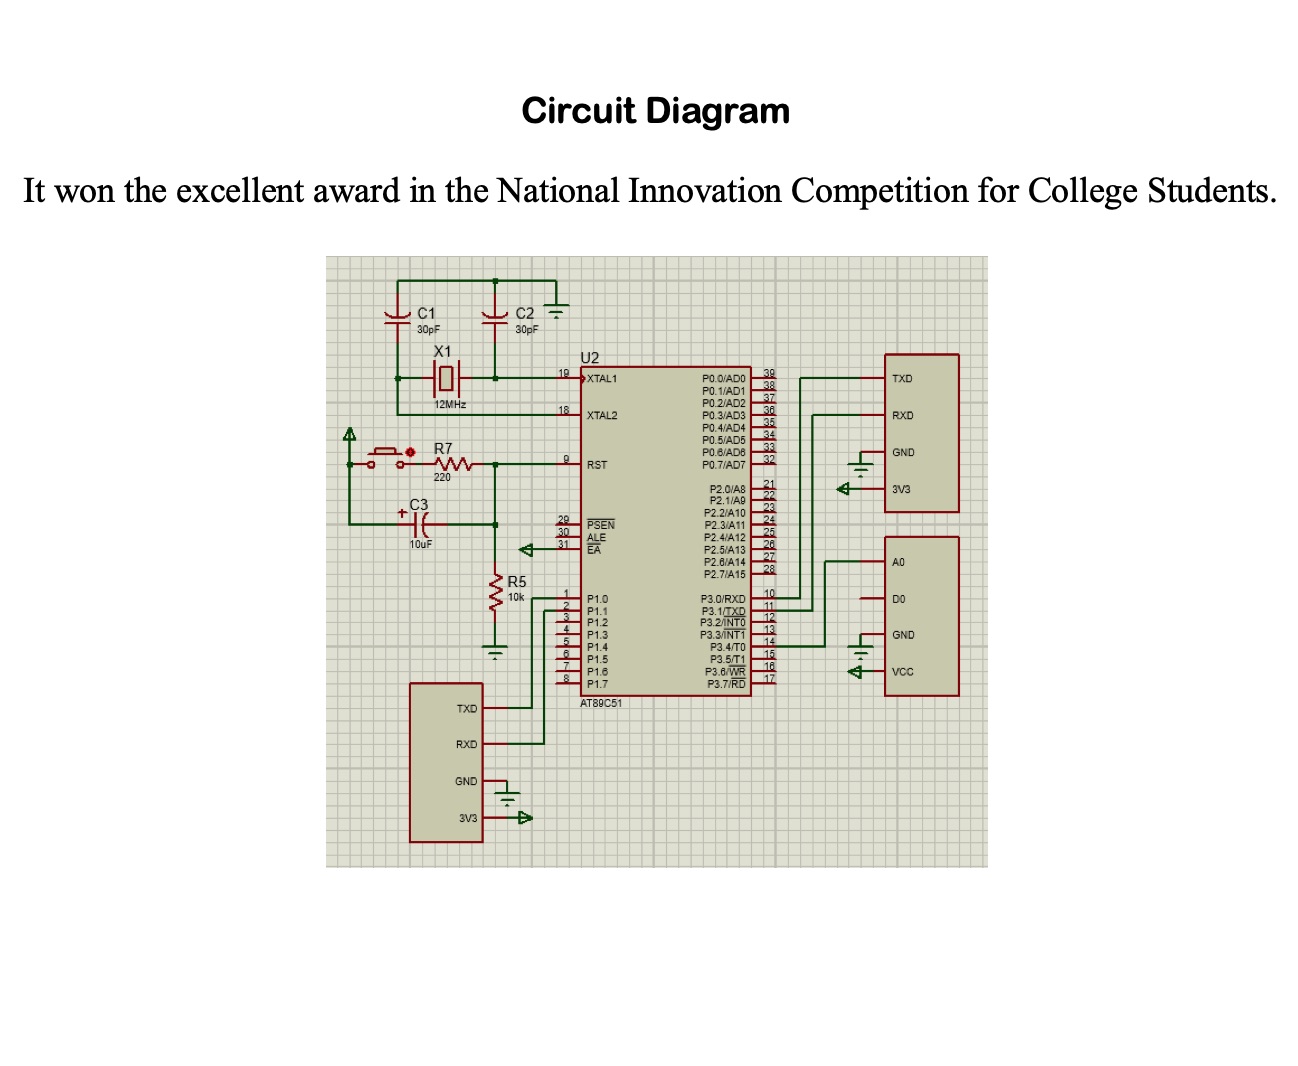 Circuit Diagram
It won the excellent award in the National Innovation Competition for College Students.
C1
30pF
C2
30pF
X1
12MHz
R7
220
C3
+
10uF
R5
10k
U2
19 XTAL1
18 XTAL2
9 RST
29 PSEN
30 ALE
31 EA
1 P1.0
2 P1.1
3 P1.2
4 P1.3
5 P1.4
6 P1.5
7 P1.6
8 P1.7
P0.0/AD0 39
P0.1/AD1 38
P0.2/AD2 37
P0.3/AD3 36
P0.4/AD4 35
P0.5/AD5 34
P0.6/AD6 33
P0.7/AD7 32
P2.0/A8 21
P2.1/A9 22
P2.2/A10 23
P2.3/A11 24
P2.4/A12 25
P2.5/A13 26
P2.6/A14 27
P2.7/A15 28
P3.0/RXD 10
P3.1/TXD 11
P3.2/INT0 12
P3.3/INT1 13
P3.4/T0 14
P3.5/T1 15
P3.6/WR 16
P3.7/RD 17
AT89C51
TXD
RXD
GND
3V3
A0
D0
GND
VCC
TXD
RXD
GND
3V3